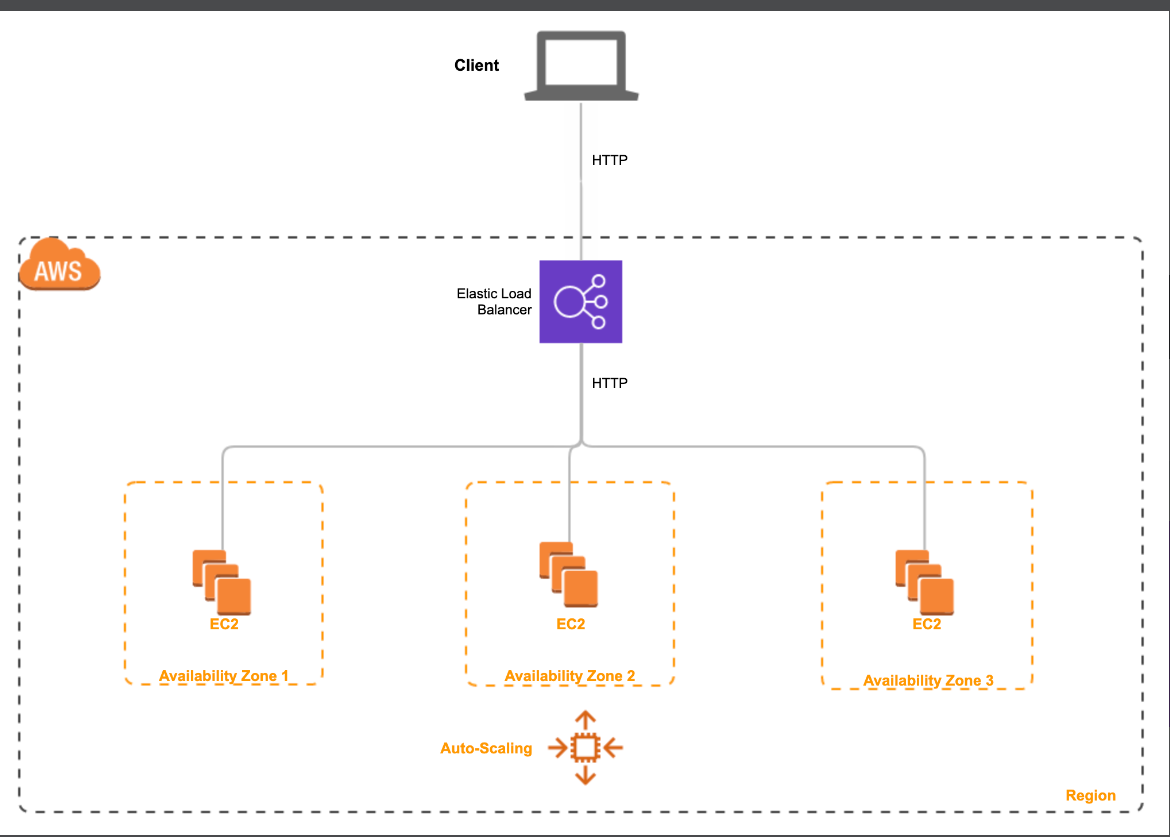 Client
HTTP
AWS
Elastic Load
Balancer
HTTP
EC2
EC2
EC2
Availability Zone 1
Availability Zone 2
Availability Zone 3
Auto-Scaling
Region